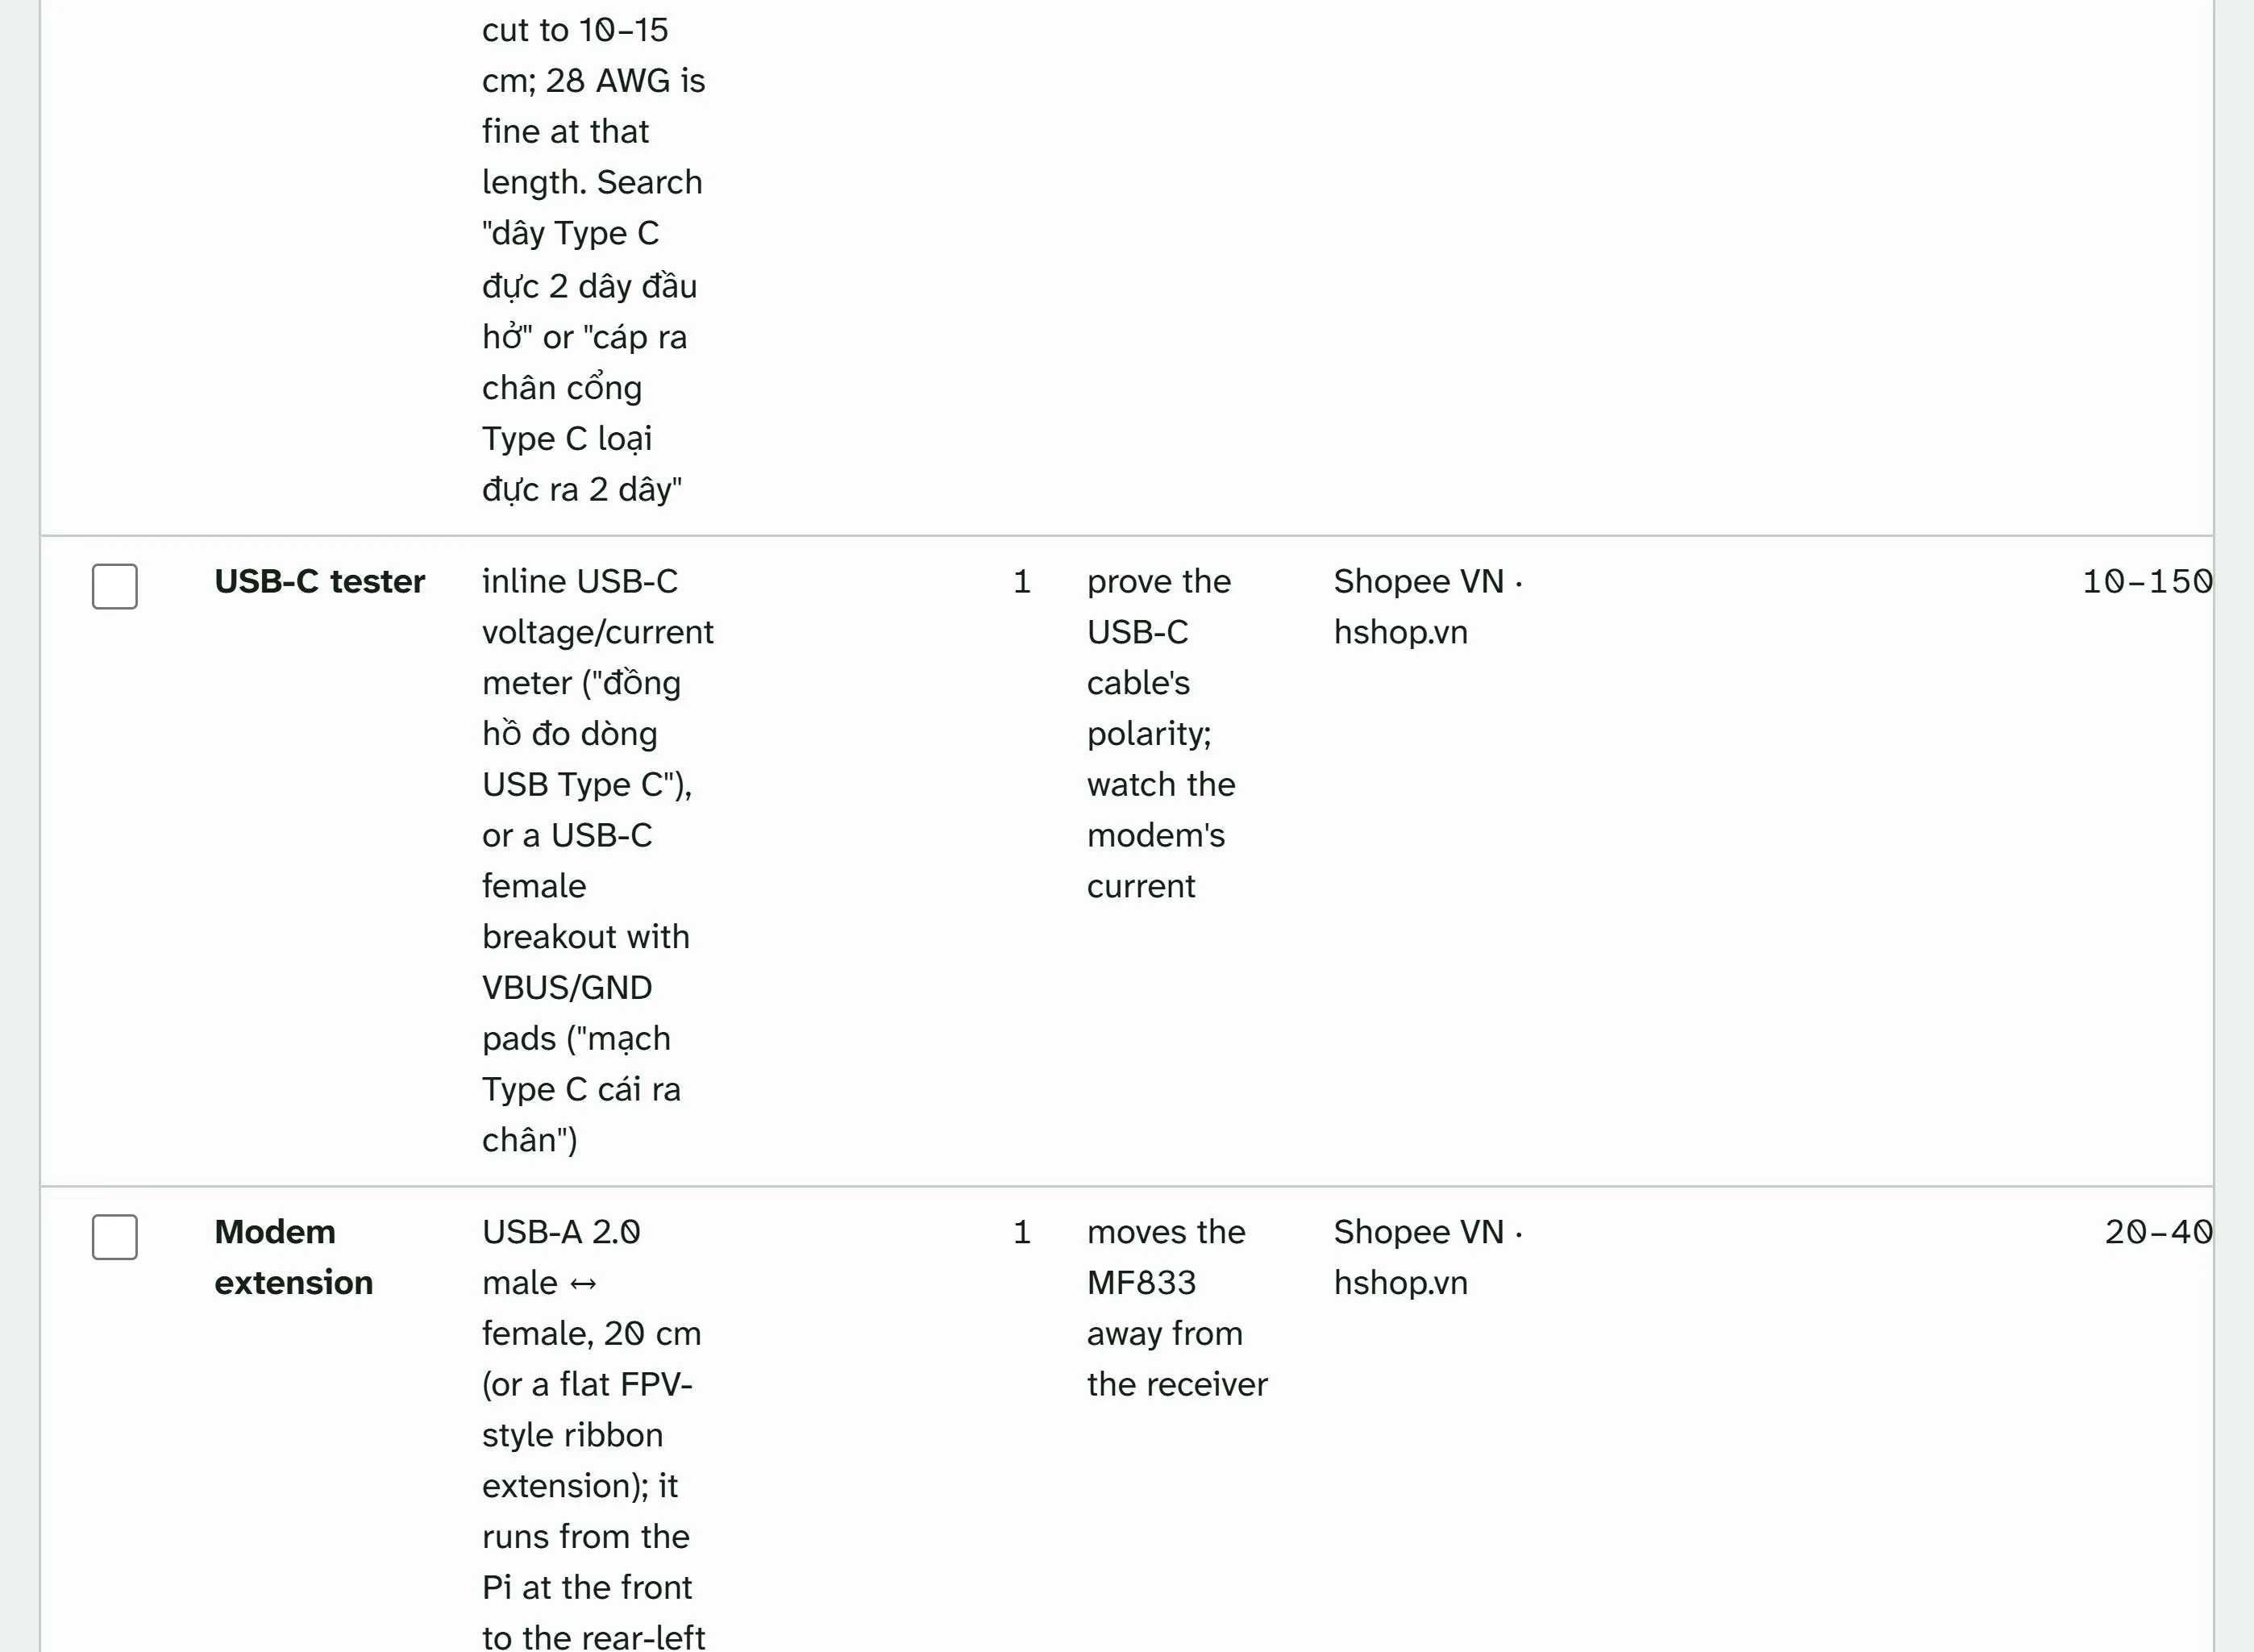 cut to 10–15
cm; 28 AWG is
fine at that
length. Search
"dây Type C
đực 2 dây đầu
hở" or "cáp ra
chân cổng
Type C loại
đực ra 2 dây"
USB-C tester
inline USB-C
voltage/current
meter ("đồng
hồ đo dòng
USB Type C"),
or a USB-C
female
breakout with
VBUS/GND
pads ("mạch
Type C cái ra
chân")
1
prove the
USB-C
cable's
polarity;
watch the
modem's
current
Shopee VN ·
hshop.vn
10–150
Modem
extension
USB-A 2.0
male ↔
female, 20 cm
(or a flat FPV-
style ribbon
extension); it
runs from the
Pi at the front
to the rear-left
1
moves the
MF833
away from
the receiver
Shopee VN ·
hshop.vn
20–40